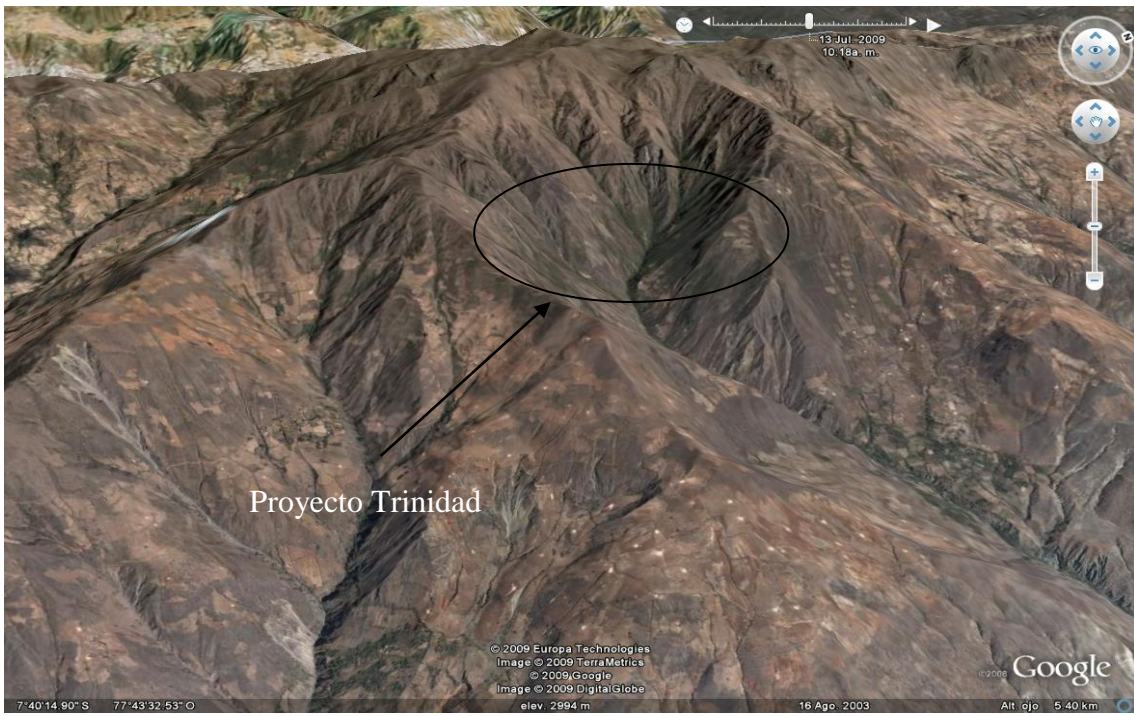 13 Jul 2009
10:18a. m.
N
Proyecto Trinidad
© 2009 Europa Technologies
Image © 2009 TerraMetrics
© 2009 Google
Image © 2009 DigitalGlobe
©2006 Google
7°40'14.90" S 77°43'32.53" O elev. 2994 m 16 Ago. 2003 Alt ojo 5.40 km